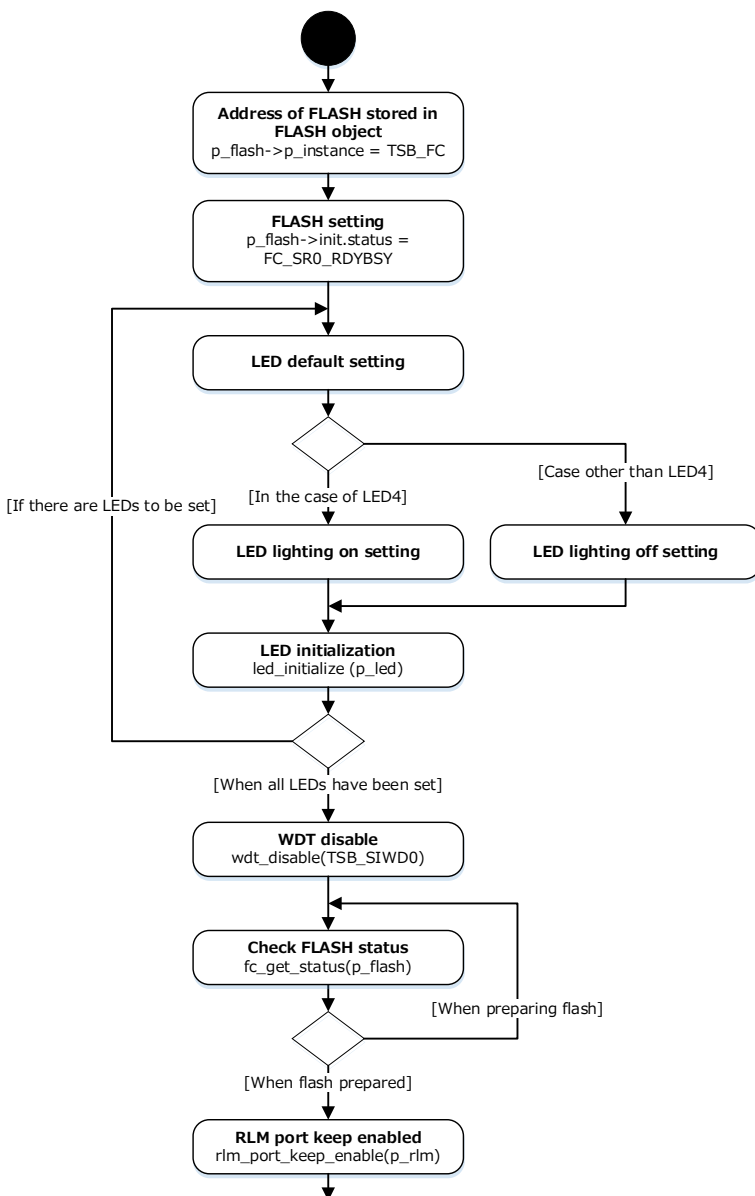 Address of FLASH stored in
FLASH object
p_flash->p_instance = TSB_FC
FLASH setting
p_flash->init.status =
FC_SR0_RDYBSY
LED default setting
[If there are LEDs to be set]
[In the case of LED4]
[Case other than LED4]
LED lighting on setting
LED lighting off setting
LED initialization
led_initialize (p_led)
[When all LEDs have been set]
WDT disable
wdt_disable(TSB_SIWD0)
Check FLASH status
fc_get_status(p_flash)
[When preparing flash]
[When flash prepared]
RLM port keep enabled
rlm_port_keep_enable(p_rlm)